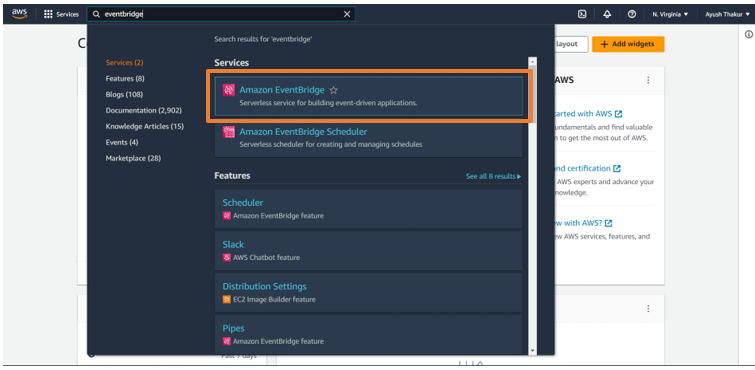 aws
Services
eventbridge
N. Virginia
Ayush Thakur
Search results for 'eventbridge'
Services (2)
Features (8)
Blogs (108)
Documentation (2,902)
Knowledge Articles (15)
Events (4)
Marketplace (28)
Services
Amazon EventBridge
Serverless service for building event-driven applications.
Amazon EventBridge Scheduler
Serverless scheduler for creating and managing schedules
Features
See all 8 results
Scheduler
Amazon EventBridge feature
Slack
AWS Chatbot feature
Distribution Settings
EC2 Image Builder feature
Pipes
Amazon EventBridge feature
layout
+ Add widgets
AWS
arted with AWS
undamentals and find valuable
n to get the most out of AWS.
nd certification
AWS experts and advance your
nowledge.
w with AWS?
ew AWS services, features, and
Past 7 days